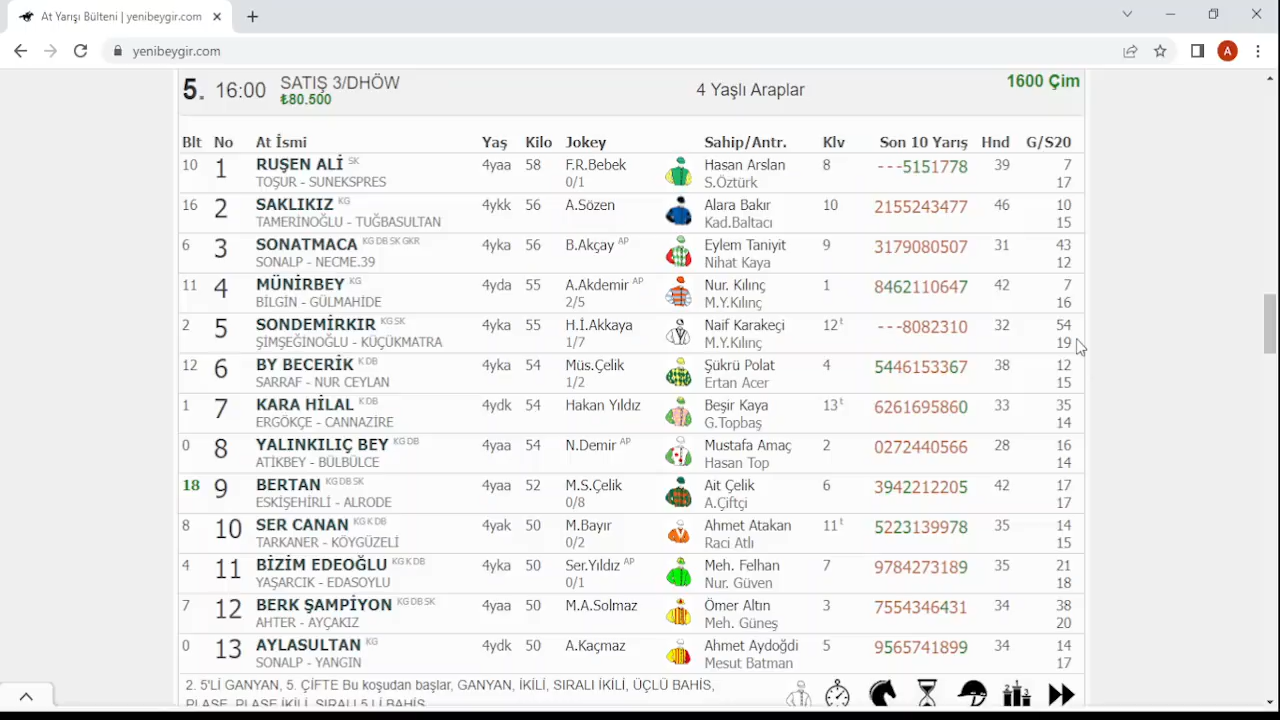 At Yarışı Bülteni | yenibeygir.com
yenibeygir.com
A
5. 16:00 SATIŞ 3/DHÖW 4 Yaşlı Araplar 1600 Çim
₺80.500
Blt No At İsmi Yaş Kilo Jokey Sahip/Antr. Klv Son 10 Yarış Hnd G/S20
10 1 RUŞEN ALİ SK 4yaa 58 F.R.Bebek Hasan Arslan 8 ---5151778 39 7
TOŞUR - SUNEKSPRES 0/1 S.Öztürk 17
16 2 SAKLIKIZ KG 4ykk 56 A.Sözen Alara Bakır 10 2155243477 46 10
TAMERİNOĞLU - TUĞBASULTAN Kad.Baltacı 15
6 3 SONATMACA KG DB SK GKR 4yka 56 B.Akçay AP Eylem Taniyit 9 3179080507 31 43
SONALP - NECME.39 Nihat Kaya 12
11 4 MÜNİRBEY KG 4yda 55 A.Akdemir AP Nur. Kılınç 1 8462110647 42 7
BİLGİN - GÜLMAHİDE 2/5 M.Y.Kılınç 16
2 5 SONDEMİRKIR KG SK 4yka 55 H.İ.Akkaya Naif Karakeçi 12t ---8082310 32 54
ŞİMŞEĞİNOĞLU - KÜÇÜKMATRA 1/7 M.Y.Kılınç 19
12 6 BY BECERİK K DB 4yka 54 Müs.Çelik Şükrü Polat 4 5446153367 38 12
SARRAF - NUR CEYLAN 1/2 Ertan Acer 15
1 7 KARA HİLAL K DB 4ydk 54 Hakan Yıldız Beşir Kaya 13t 6261695860 33 35
ERGÖKÇE - CANNAZİRE G.Topbaş 14
0 8 YALINKILIÇ BEY KG DB 4yaa 54 N.Demir AP Mustafa Amaç 2 0272440566 28 16
ATİKBEY - BÜLBÜLCE Hasan Top 14
18 9 BERTAN KG DB SK 4yaa 52 M.S.Çelik Ait Çelik 6 3942212205 42 17
ESKİŞEHİRLİ - ALRODE 0/8 A.Çiftçi 17
8 10 SER CANAN KG K DB 4yak 50 M.Bayır Ahmet Atakan 11t 5223139978 35 14
TARKANER - KÖYGÜZELİ 0/2 Raci Atlı 15
4 11 BİZİM EDEOĞLU KG K DB 4yka 50 Ser.Yıldız AP Meh. Felhan 7 9784273189 35 21
YAŞARCIK - EDASOYLU 0/1 Nur. Güven 18
7 12 BERK ŞAMPİYON KG DB SK 4yaa 50 M.A.Solmaz Ömer Altın 3 7554346431 34 38
AHTER - AYÇAKIZ Meh. Güneş 20
0 13 AYLASULTAN KG 4ydk 50 A.Kaçmaz Ahmet Aydoğdi 5 9565741899 34 14
SONALP - YANGIN Mesut Batman 17
2. 5'Lİ GANYAN, 5. ÇİFTE Bu koşudan başlar, GANYAN, İKİLİ, SIRALI İKİLİ, ÜÇLÜ BAHİS,
PLASE, PLASE İKİLİ, SIRALI 5 Lİ BAHİS